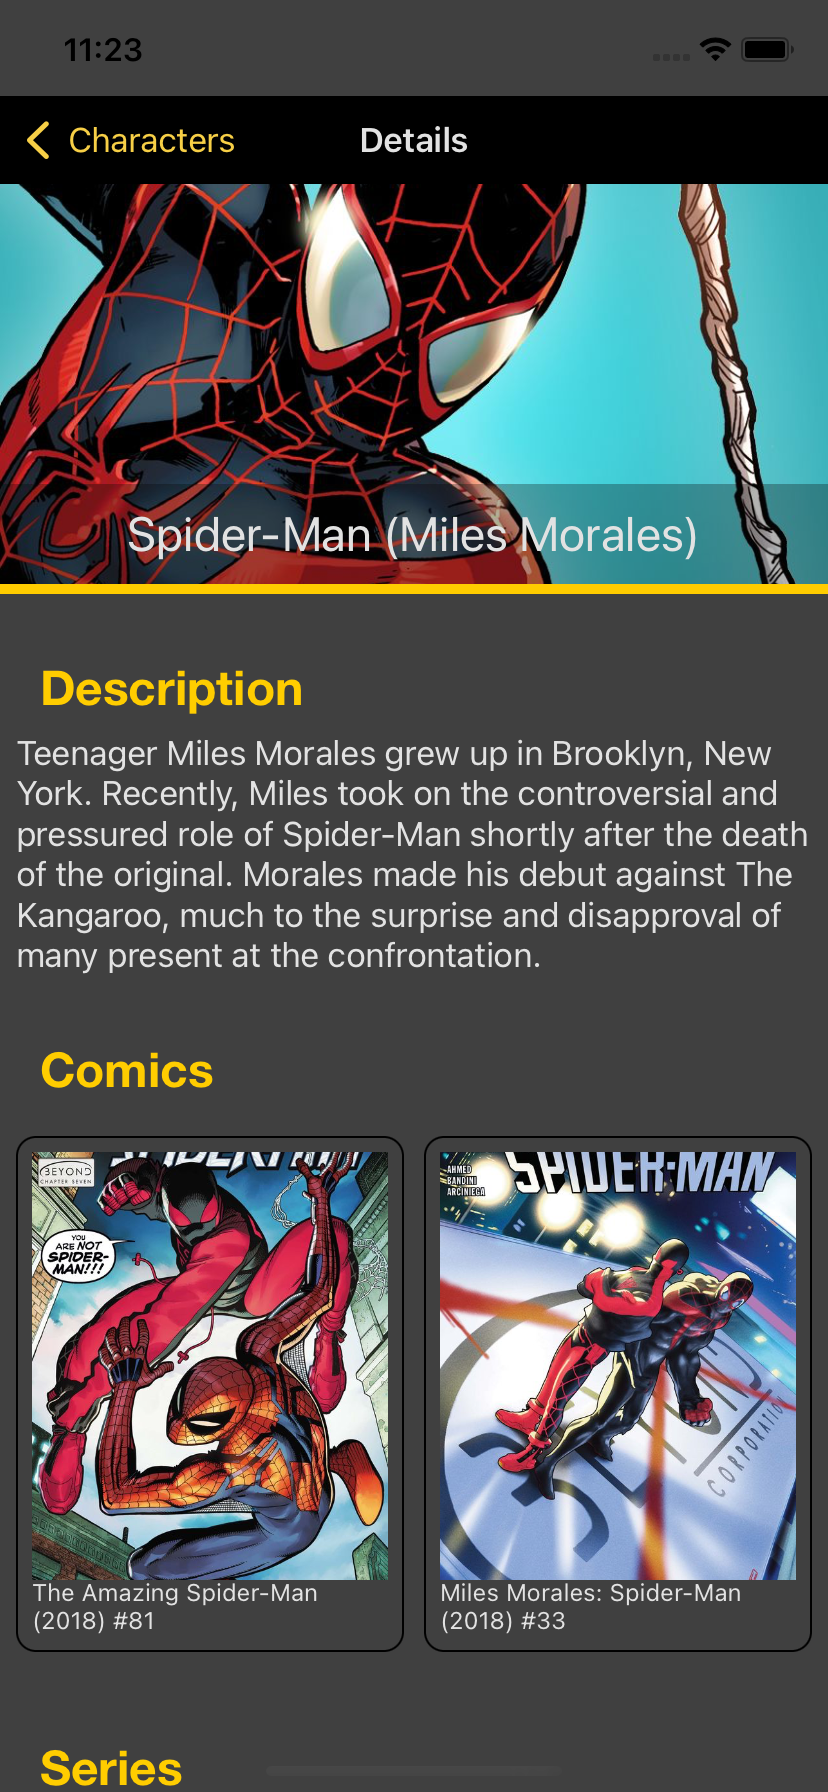 11:23
Characters
Details
Spider-Man (Miles Morales)
Description
Teenager Miles Morales grew up in Brooklyn, New
York. Recently, Miles took on the controversial and
pressured role of Spider-Man shortly after the death
of the original. Morales made his debut against The
Kangaroo, much to the surprise and disapproval of
many present at the confrontation.
Comics
BEYOND
CHAPTER SEVEN
SPIDER-MAN
YOU
ARE NOT
SPIDER-
MAN!!!
The Amazing Spider-Man
(2018) #81
AHMED
BANDINI
ARCINIEGA
SPIDER-MAN
BEYOND
CORPORATION
Miles Morales: Spider-Man
(2018) #33
Series